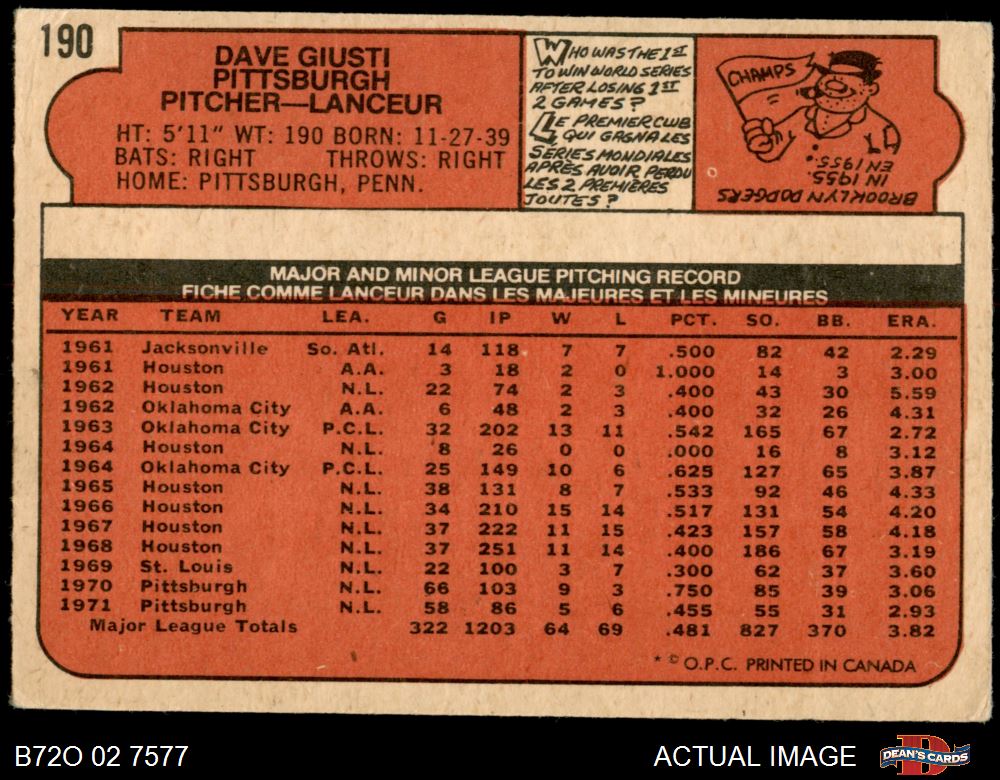 190
DAVE GIUSTI
PITTSBURGH
PITCHER—LANCEUR
HT: 5'11" WT: 190 BORN: 11-27-39
BATS: RIGHT THROWS: RIGHT
HOME: PITTSBURGH, PENN.
WHO WAS THE 1ST
TO WIN WORLD SERIES
AFTER LOSING 1ST
2 GAMES?
LE PREMIER CLUB
QUI GAGNA LES
SÉRIES MONDIALES
APRÈS AVOIR PERDU
LES 2 PREMIÈRES
JOUTES?
CHAMPS
BROOKLYN DODGERS
IN 1955.
EN 1955.
MAJOR AND MINOR LEAGUE PITCHING RECORD
FICHE COMME LANCEUR DANS LES MAJEURES ET LES MINEURES
YEAR TEAM LEA. G IP W L PCT. SO. BB. ERA.
1961 Jacksonville So. Atl. 14 118 7 7 .500 82 42 2.29
1961 Houston A.A. 3 18 2 0 1.000 14 3 3.00
1962 Houston N.L. 22 74 2 3 .400 43 30 5.59
1962 Oklahoma City A.A. 6 48 2 3 .400 32 26 4.31
1963 Oklahoma City P.C.L. 32 202 13 11 .542 165 67 2.72
1964 Houston N.L. 8 26 0 0 .000 16 8 3.12
1964 Oklahoma City P.C.L. 25 149 10 6 .625 127 65 3.87
1965 Houston N.L. 38 131 8 7 .533 92 46 4.33
1966 Houston N.L. 34 210 15 14 .517 131 54 4.20
1967 Houston N.L. 37 222 11 15 .423 157 58 4.18
1968 Houston N.L. 37 251 11 14 .400 186 67 3.19
1969 St. Louis N.L. 22 100 3 7 .300 62 37 3.60
1970 Pittsburgh N.L. 66 103 9 3 .750 85 39 3.06
1971 Pittsburgh N.L. 58 86 5 6 .455 55 31 2.93
Major League Totals 322 1203 64 69 .481 827 370 3.82
* © O.P.C. PRINTED IN CANADA
B72O 02 7577
ACTUAL IMAGE
DEAN'S CARDS